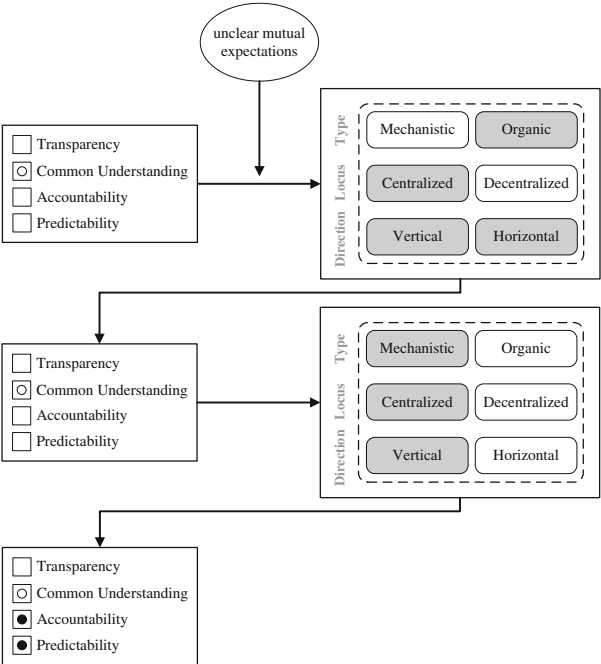 unclear mutual
expectations
Transparency
Common Understanding
Accountability
Predictability
Type
Mechanistic
Organic
Locus
Centralized
Decentralized
Direction
Vertical
Horizontal
Transparency
Common Understanding
Accountability
Predictability
Type
Mechanistic
Organic
Locus
Centralized
Decentralized
Direction
Vertical
Horizontal
Transparency
Common Understanding
Accountability
Predictability